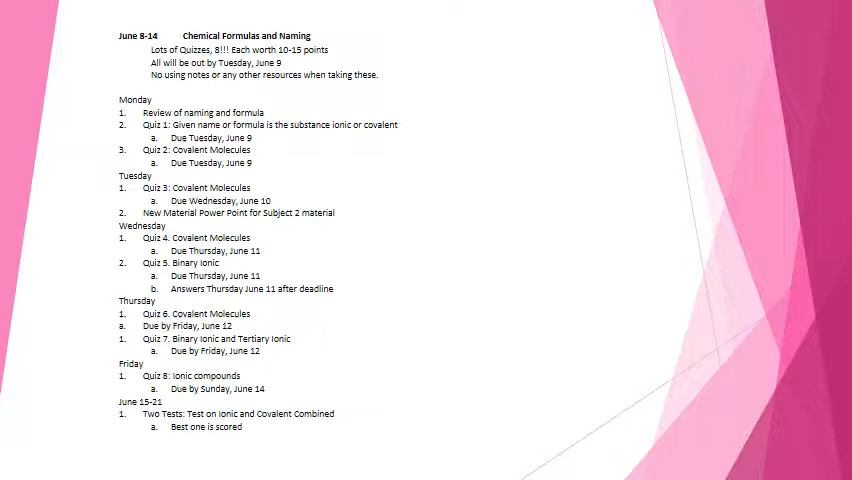 June 8-14 Chemical Formulas and Naming
Lots of Quizzes, 8!!! Each worth 10-15 points
All will be out by Tuesday, June 9
No using notes or any other resources when taking these.
Monday
1. Review of naming and formula
2. Quiz 1: Given name or formula is the substance ionic or covalent
a. Due Tuesday, June 9
3. Quiz 2: Covalent Molecules
a. Due Tuesday, June 9
Tuesday
1. Quiz 3: Covalent Molecules
a. Due Wednesday, June 10
2. New Material Power Point for Subject 2 material
Wednesday
1. Quiz 4. Covalent Molecules
a. Due Thursday, June 11
2. Quiz 5. Binary Ionic
a. Due Thursday, June 11
b. Answers Thursday June 11 after deadline
Thursday
1. Quiz 6. Covalent Molecules
a. Due by Friday, June 12
1. Quiz 7. Binary Ionic and Tertiary Ionic
a. Due by Friday, June 12
Friday
1. Quiz 8: Ionic compounds
a. Due by Sunday, June 14
June 15-21
1. Two Tests: Test on Ionic and Covalent Combined
a. Best one is scored